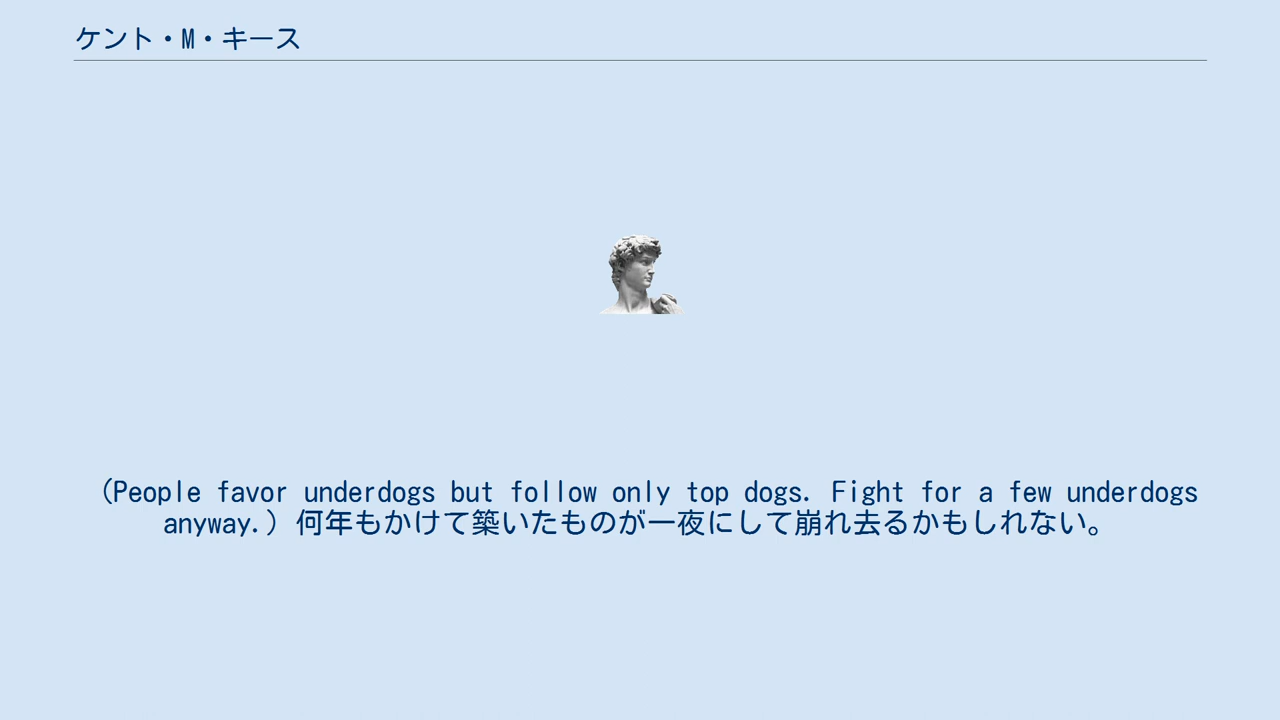 ケント・M・キース
(People favor underdogs but follow only top dogs. Fight for a few underdogs
anyway.) 何年もかけて築いたものが一夜にして崩れ去るかもしれない。